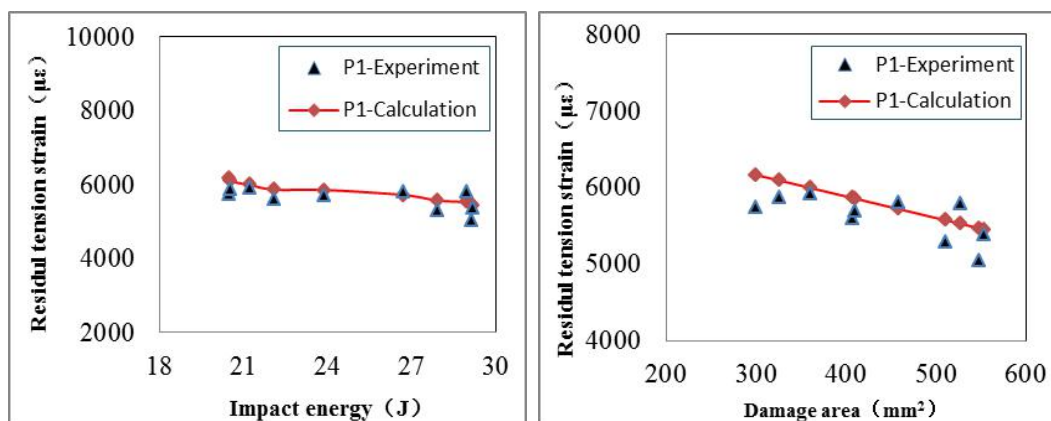 Residul tension strain（με）
10000
8000
6000
4000
2000
P1-Experiment
P1-Calculation
18 21 24 27 30
Impact energy（J）
Residul tension strain（με）
8000
7000
6000
5000
4000
P1-Experiment
P1-Calculation
200 300 400 500 600
Damage area（mm²）